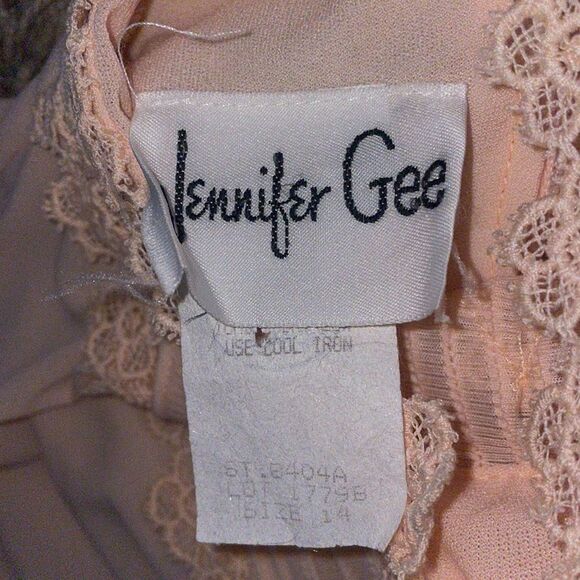 Jennifer Gee
USE COOL IRON
ST.8404A
LOT 1779B
SIZE 14